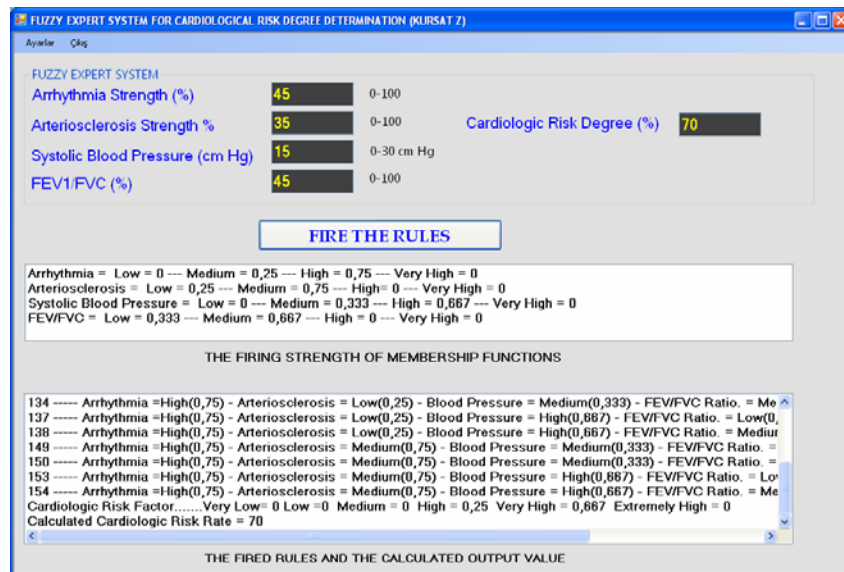 FUZZY EXPERT SYSTEM FOR CARDIOLOGICAL RISK DEGREE DETERMINATION (KURSAT Z)
Ayarlar Çıkış
FUZZY EXPERT SYSTEM
Arrhythmia Strength (%) 45 0-100
Arteriosclerosis Strength % 35 0-100 Cardiologic Risk Degree (%) 70
Systolic Blood Pressure (cm Hg) 15 0-30 cm Hg
FEV1/FVC (%) 45 0-100
FIRE THE RULES
Arrhythmia = Low = 0 --- Medium = 0,25 --- High = 0,75 --- Very High = 0
Arteriosclerosis = Low = 0,25 --- Medium = 0,75 --- High= 0 --- Very High = 0
Systolic Blood Pressure = Low = 0 --- Medium = 0,333 --- High = 0,667 --- Very High = 0
FEV/FVC = Low = 0,333 --- Medium = 0,667 --- High = 0 --- Very High = 0
THE FIRING STRENGTH OF MEMBERSHIP FUNCTIONS
134 ----- Arrhythmia =High(0,75) - Arteriosclerosis = Low(0,25) - Blood Pressure = Medium(0,333) - FEV/FVC Ratio. = Me
137 ----- Arrhythmia =High(0,75) - Arteriosclerosis = Low(0,25) - Blood Pressure = High(0,667) - FEV/FVC Ratio. = Low(0,
138 ----- Arrhythmia =High(0,75) - Arteriosclerosis = Low(0,25) - Blood Pressure = High(0,667) - FEV/FVC Ratio. = Mediur
149 ----- Arrhythmia =High(0,75) - Arteriosclerosis = Medium(0,75) - Blood Pressure = Medium(0,333) - FEV/FVC Ratio. =
150 ----- Arrhythmia =High(0,75) - Arteriosclerosis = Medium(0,75) - Blood Pressure = Medium(0,333) - FEV/FVC Ratio. =
153 ----- Arrhythmia =High(0,75) - Arteriosclerosis = Medium(0,75) - Blood Pressure = High(0,667) - FEV/FVC Ratio. = Lo
154 ----- Arrhythmia =High(0,75) - Arteriosclerosis = Medium(0,75) - Blood Pressure = High(0,667) - FEV/FVC Ratio. = Me
Cardiologic Risk Factor.......Very Low= 0 Low =0 Medium = 0 High = 0,25 Very High = 0,667 Extremely High = 0
Calculated Cardiologic Risk Rate = 70
THE FIRED RULES AND THE CALCULATED OUTPUT VALUE